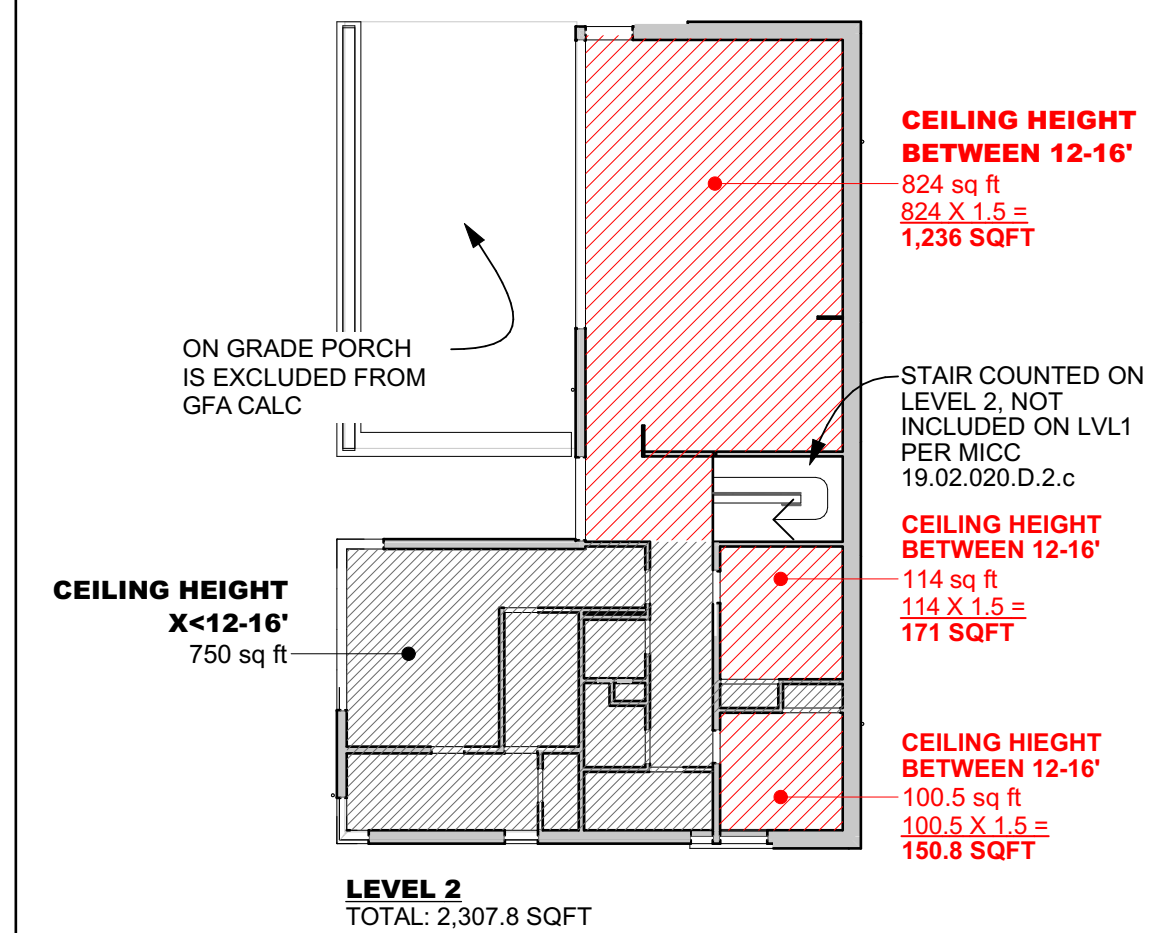 CEILING HEIGHT
BETWEEN 12-16'
824 sq ft
824 X 1.5 =
1,236 SQFT
ON GRADE PORCH
IS EXCLUDED FROM
GFA CALC
STAIR COUNTED ON
LEVEL 2, NOT
INCLUDED ON LVL1
PER MICC
19.02.020.D.2.c
CEILING HEIGHT
BETWEEN 12-16'
114 sq ft
114 X 1.5 =
171 SQFT
CEILING HEIGHT
X<12-16'
750 sq ft
CEILING HIEGHT
BETWEEN 12-16'
100.5 sq ft
100.5 X 1.5 =
150.8 SQFT
LEVEL 2
TOTAL: 2,307.8 SQFT